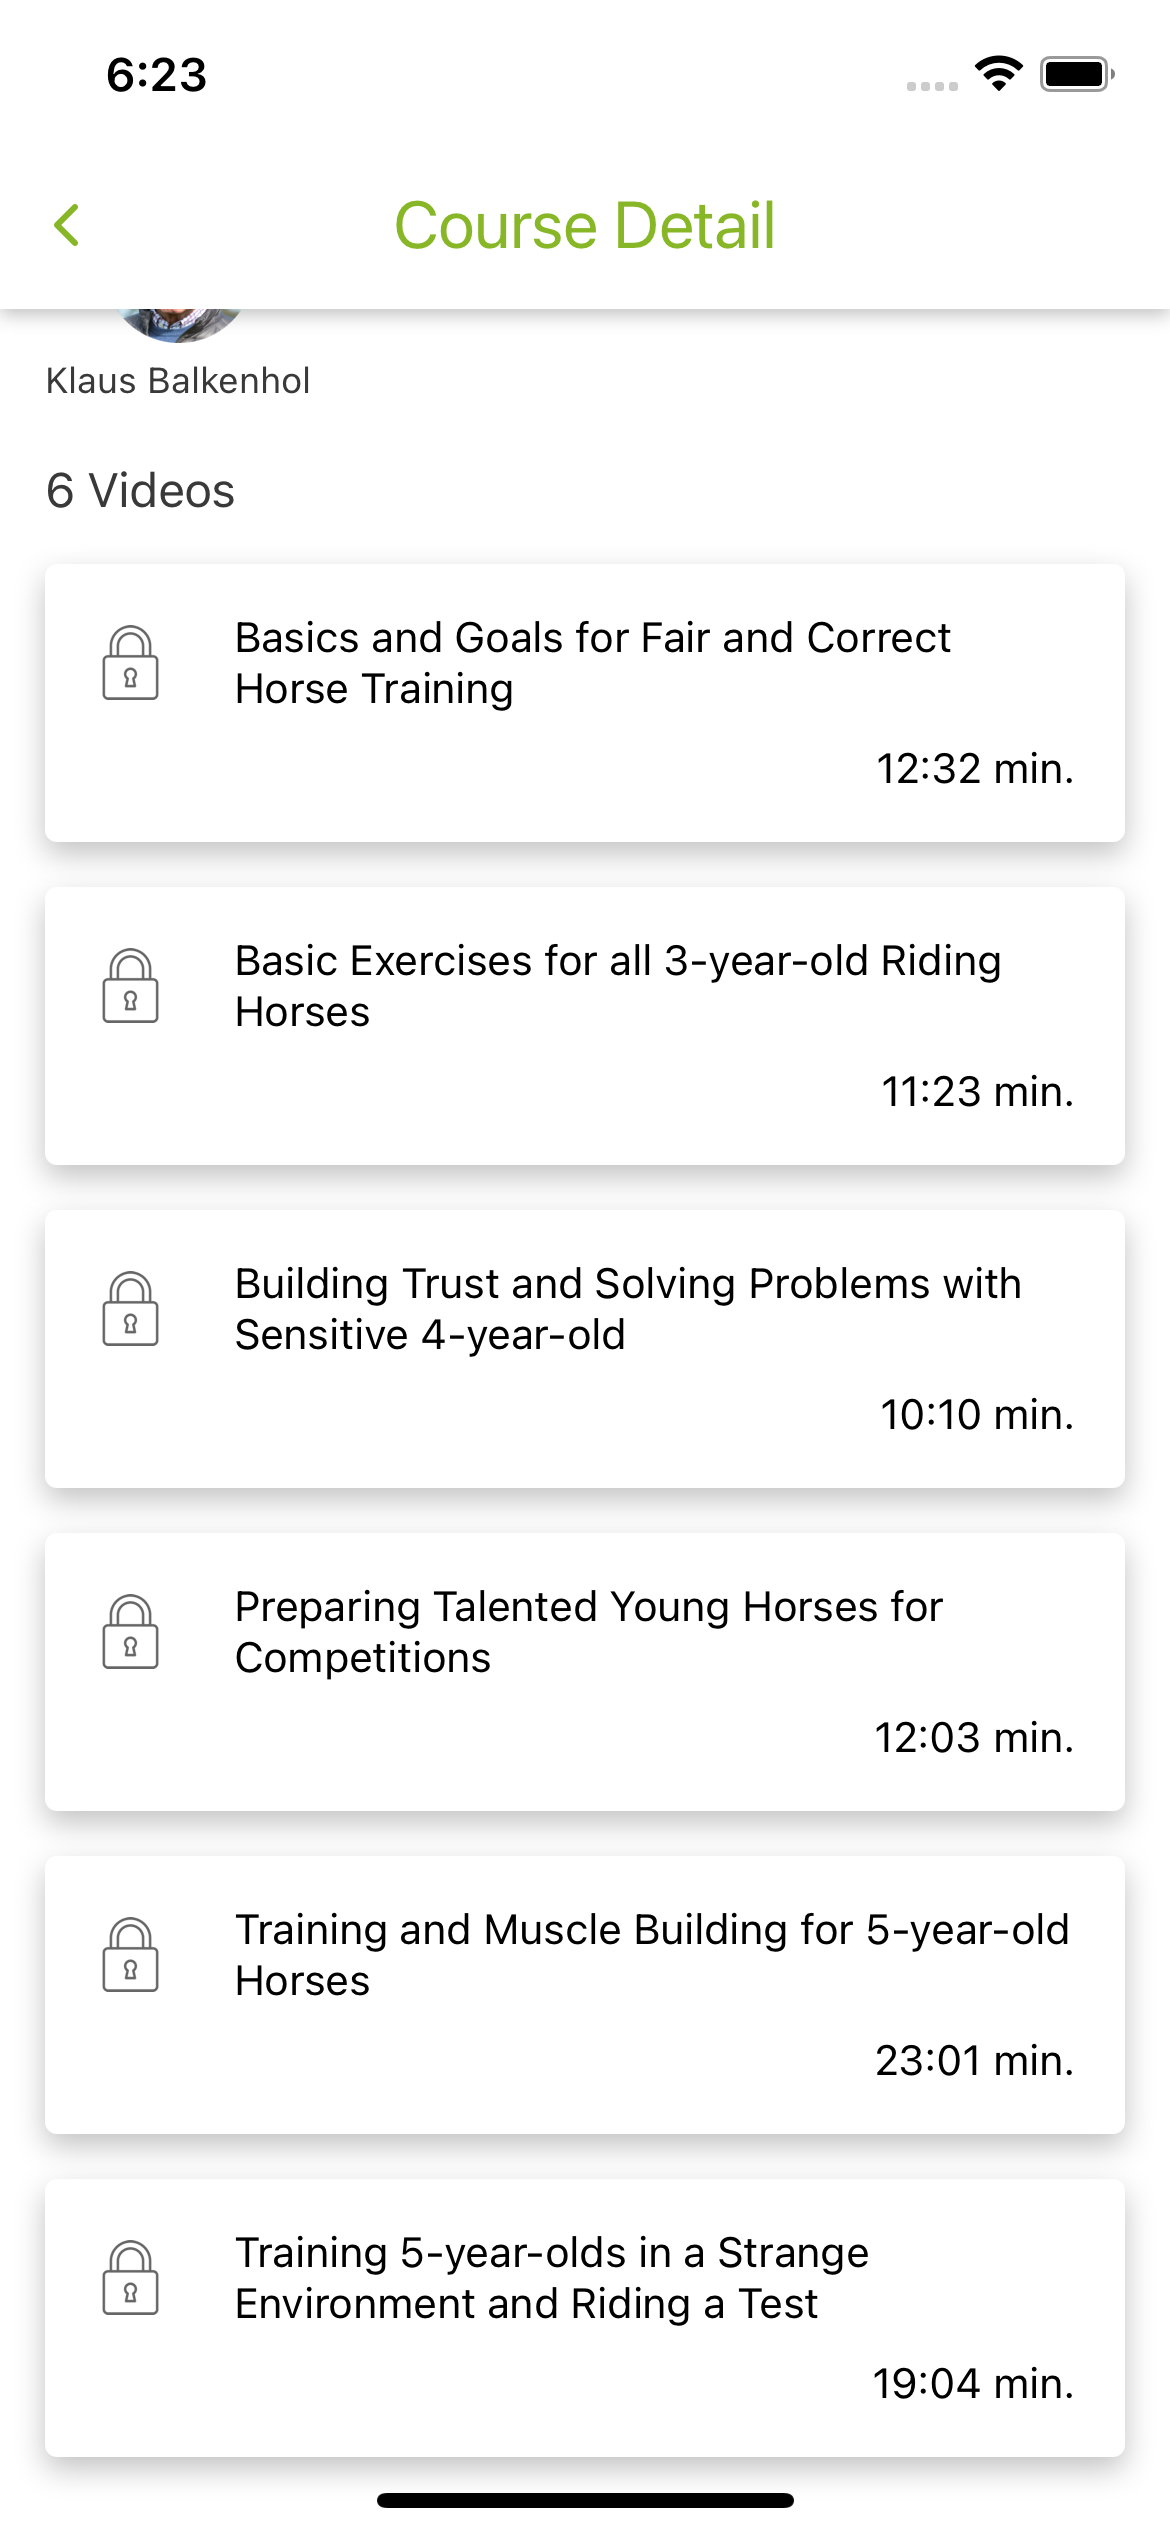 6:23
Course Detail
Klaus Balkenhol
6 Videos
Basics and Goals for Fair and Correct
Horse Training
12:32 min.
Basic Exercises for all 3-year-old Riding
Horses
11:23 min.
Building Trust and Solving Problems with
Sensitive 4-year-old
10:10 min.
Preparing Talented Young Horses for
Competitions
12:03 min.
Training and Muscle Building for 5-year-old
Horses
23:01 min.
Training 5-year-olds in a Strange
Environment and Riding a Test
19:04 min.